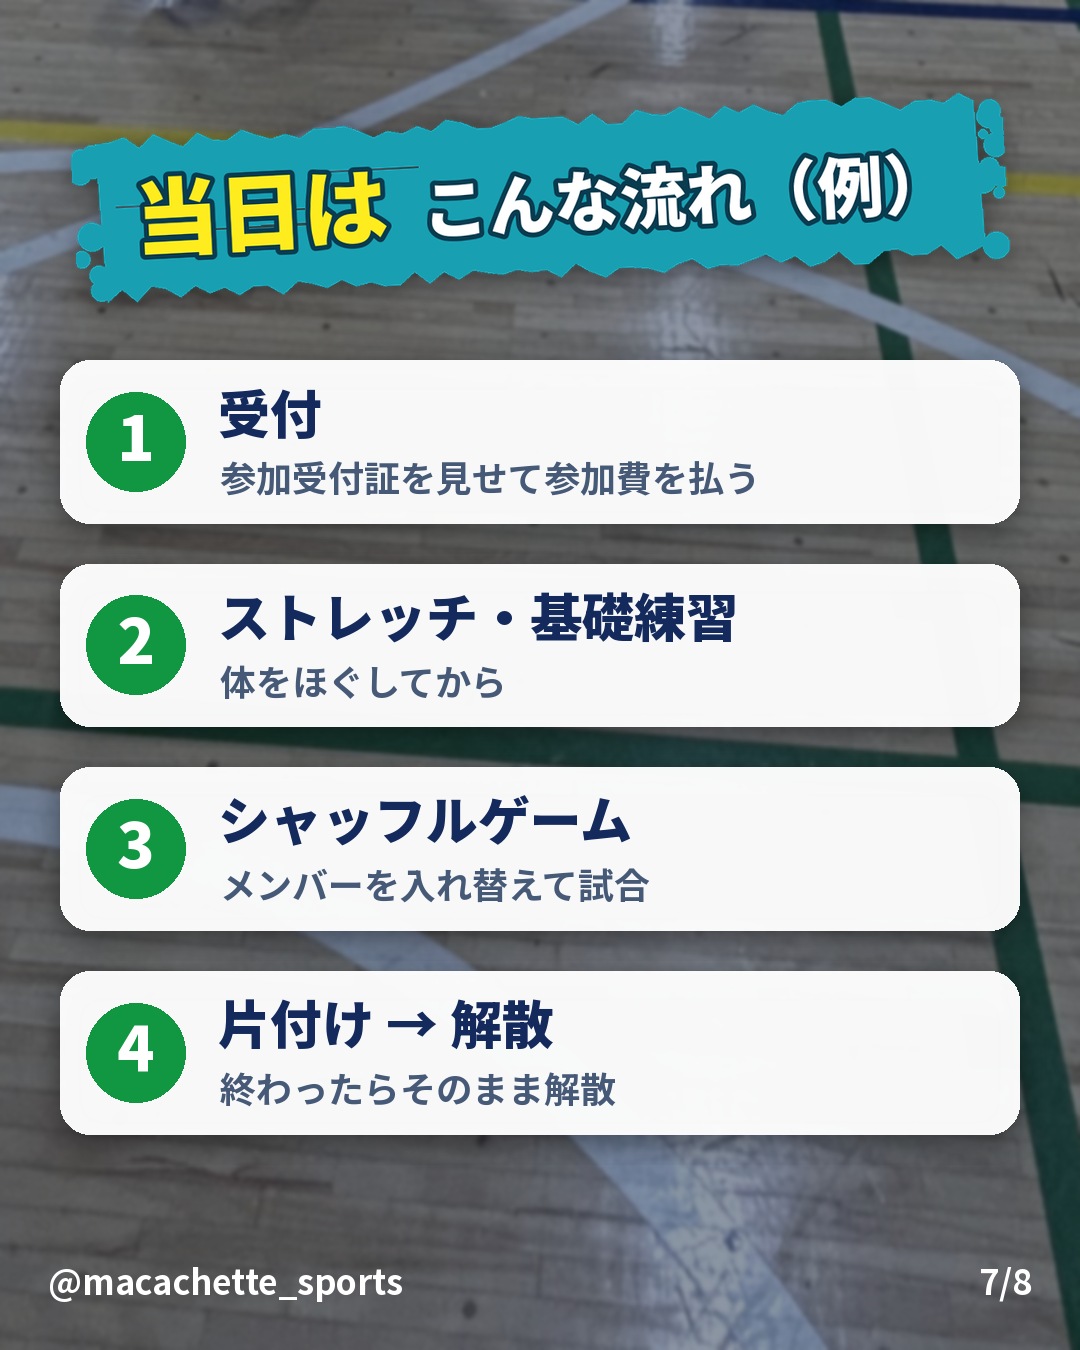 当日は こんな流れ（例）
1
受付
参加受付証を見せて参加費を払う
2
ストレッチ・基礎練習
体をほぐしてから
3
シャッフルゲーム
メンバーを入れ替えて試合
4
片付け → 解散
終わったらそのまま解散
@macachette_sports
7/8